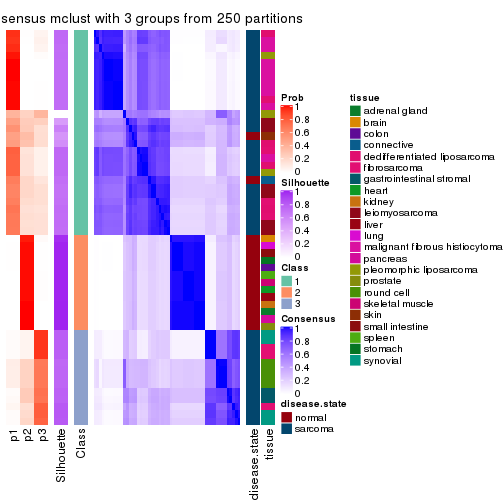 sensus mclust with 3 groups from 250 partitions
p1
p2
p3
Silhouette
Class
disease.state
tissue
Prob
1
0.8
0.6
0.4
0.2
0
Silhouette
1
0.8
0.6
0.4
0.2
0
Class
1
2
3
Consensus
1
0.8
0.6
0.4
0.2
0
disease.state
normal
sarcoma
tissue
adrenal gland
brain
colon
connective
dedifferentiated liposarcoma
fibrosarcoma
gastrointestinal stromal
heart
kidney
leiomyosarcoma
liver
lung
malignant fibrous histiocytoma
pancreas
pleomorphic liposarcoma
prostate
round cell
skeletal muscle
skin
small intestine
spleen
stomach
synovial